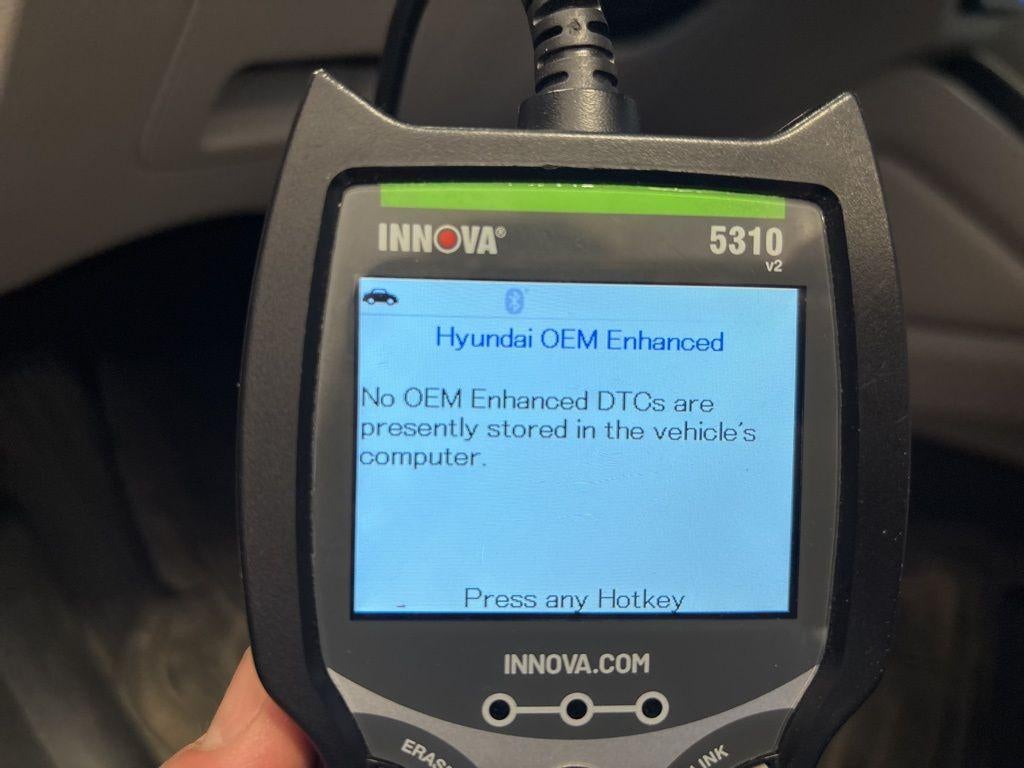 INNOVA®
5310
v2
Hyundai OEM Enhanced
No OEM Enhanced DTCs are
presently stored in the vehicle's
computer.
Press any Hotkey
INNOVA.COM